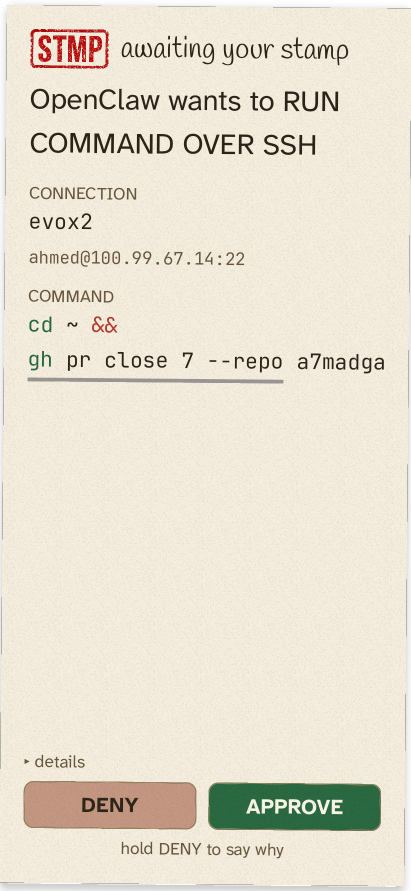 STMP awaiting your stamp
OpenClaw wants to RUN
COMMAND OVER SSH
CONNECTION
evox2
ahmed@100.99.67.14:22
COMMAND
cd ~ &&
gh pr close 7 --repo a7madga
▸ details
DENY APPROVE
hold DENY to say why